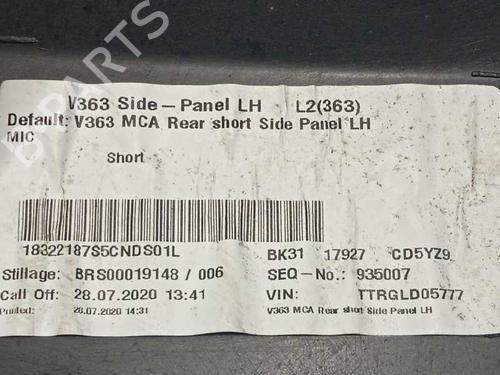 V363 Side-Panel LH L2(363)
Default: V363 MCA Rear short Side Panel LH
MIC
Short
18322187S5CNDS01L
BK31 17927 CD5YZ9
Stillage: BRS00019148 / 006
SEQ-No.: 935007
Call Off: 28.07.2020 13:41
VIN: TTRGLD05777
Printed: 28.07.2020 14:31
V363 MCA Rear short Side Panel LH
B PARTS